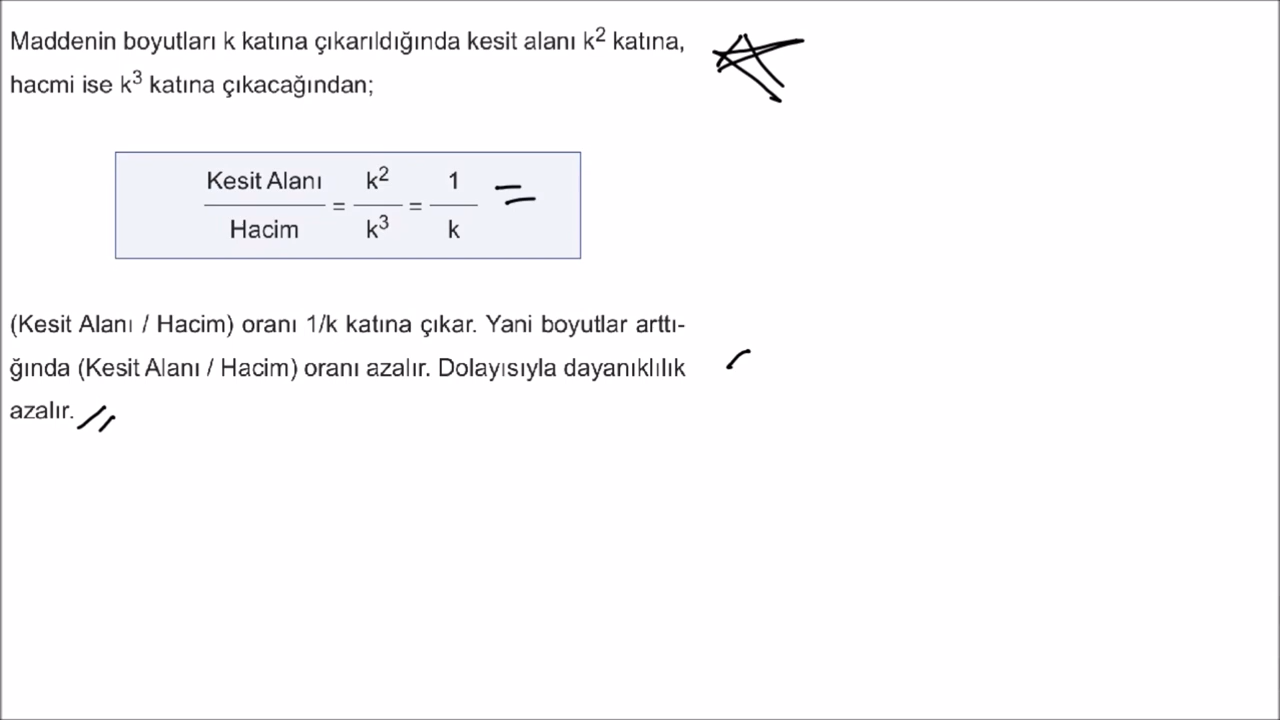 Maddenin boyutları k katına çıkarıldığında kesit alanı k² katına,
hacmi ise k³ katına çıkacağından;
Kesit Alanı / Hacim = k² / k³ = 1 / k
(Kesit Alanı / Hacim) oranı 1/k katına çıkar. Yani boyutlar arttı-
ğında (Kesit Alanı / Hacim) oranı azalır. Dolayısıyla dayanıklılık
azalır.